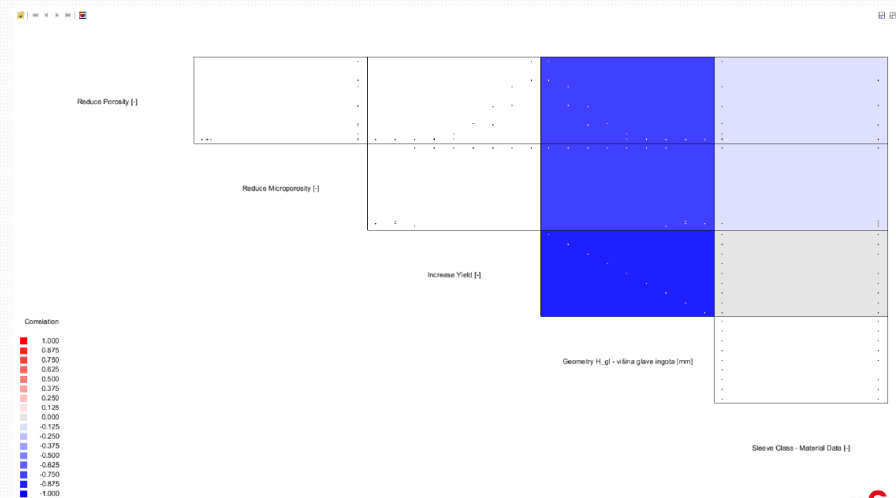 Reduce Porosity [-]
Reduce Microporosity [-]
Increase Yield [-]
Geometry H_gl - višina glave ingota [mm]
Sleeve Class - Material Data [-]
Correlation
1.000
0.875
0.750
0.625
0.500
0.375
0.250
0.125
0.000
-0.125
-0.250
-0.375
-0.500
-0.625
-0.750
-0.875
-1.000